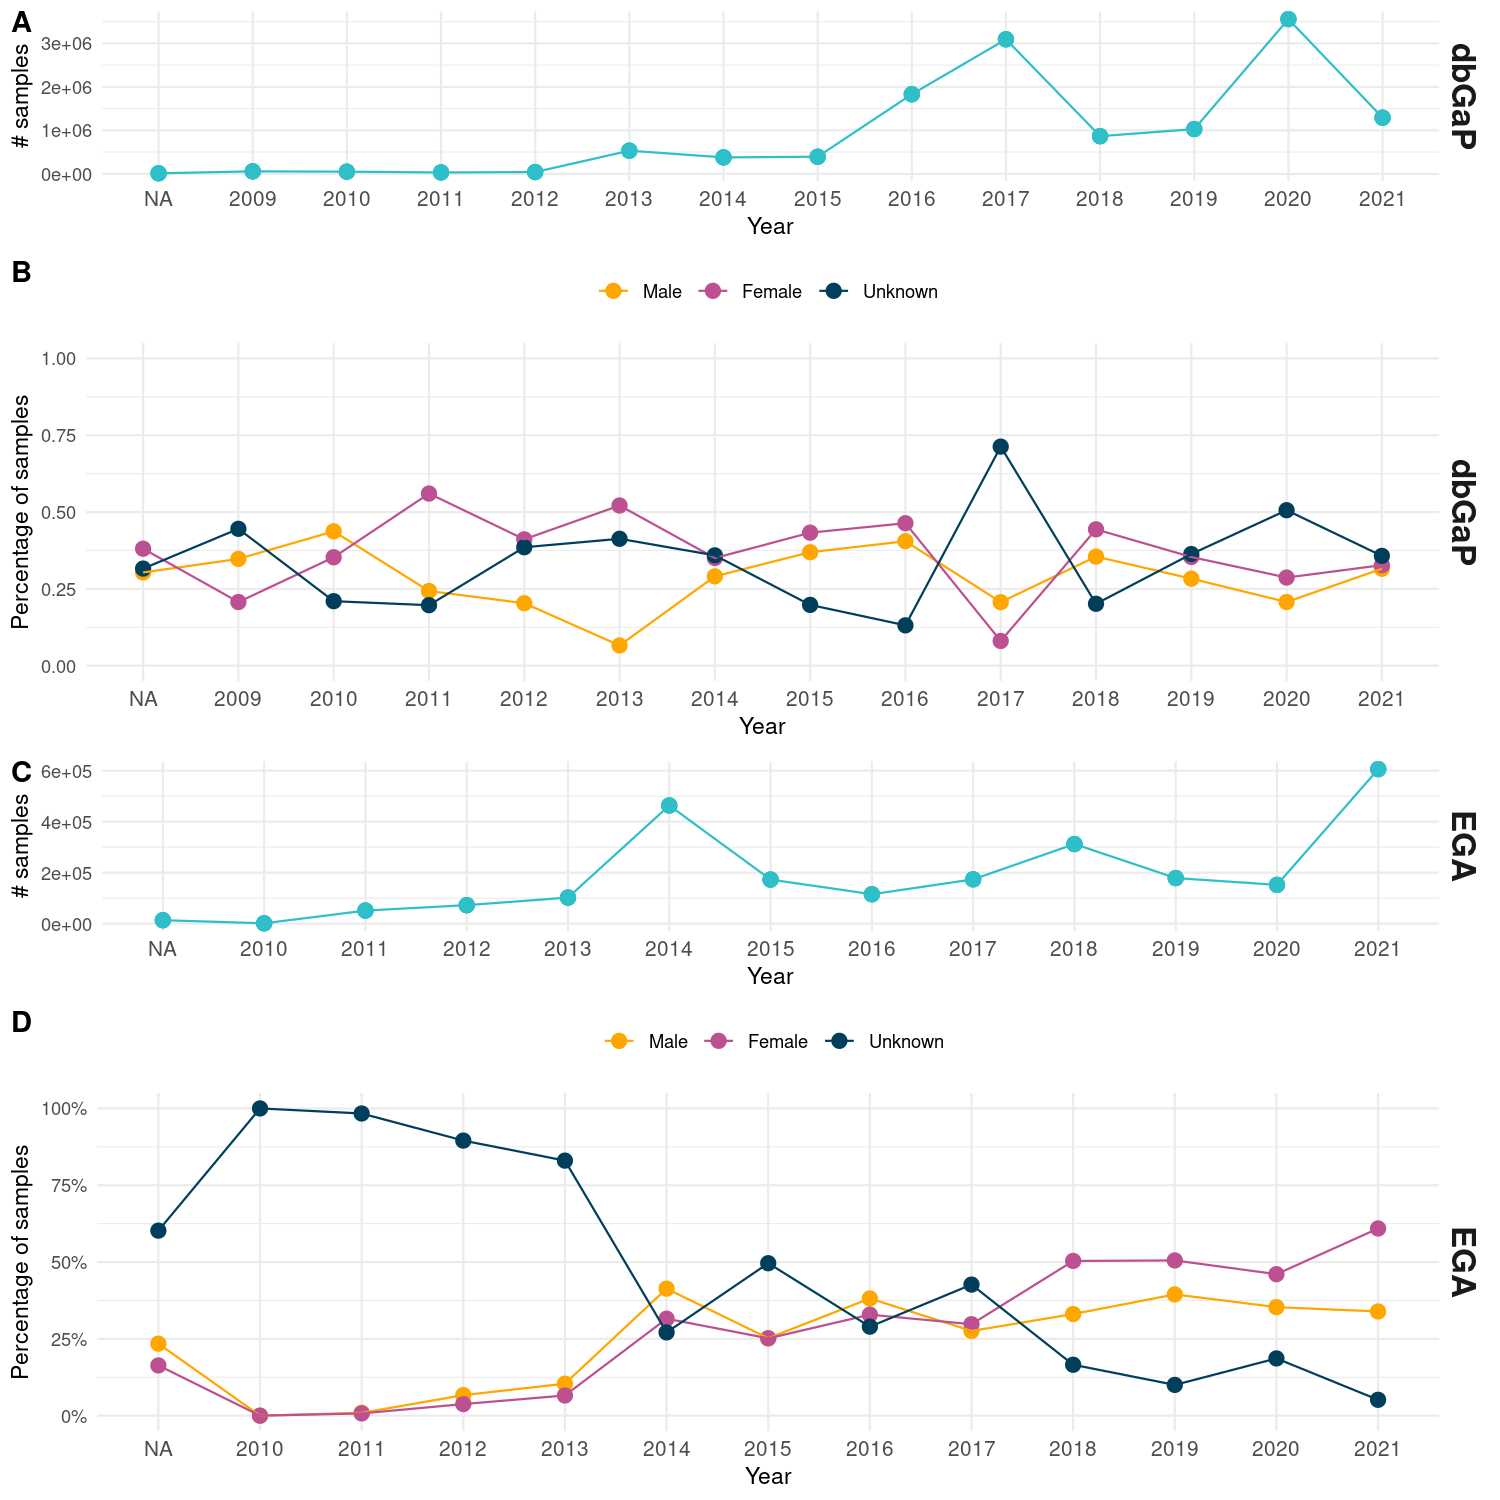 A
# samples
3e+06
2e+06
1e+06
0e+00
NA 2009 2010 2011 2012 2013 2014 2015 2016 2017 2018 2019 2020 2021
Year
dbGaP
B
Male Female Unknown
Percentage of samples
1.00
0.75
0.50
0.25
0.00
NA 2009 2010 2011 2012 2013 2014 2015 2016 2017 2018 2019 2020 2021
Year
dbGaP
C
# samples
6e+05
4e+05
2e+05
0e+00
NA 2010 2011 2012 2013 2014 2015 2016 2017 2018 2019 2020 2021
Year
EGA
D
Male Female Unknown
Percentage of samples
100%
75%
50%
25%
0%
NA 2010 2011 2012 2013 2014 2015 2016 2017 2018 2019 2020 2021
Year
EGA